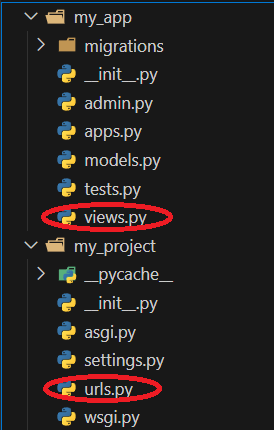 my_app
migrations
__init__.py
admin.py
apps.py
models.py
tests.py
views.py
my_project
__pycache__
__init__.py
asgi.py
settings.py
urls.py
wsgi.py